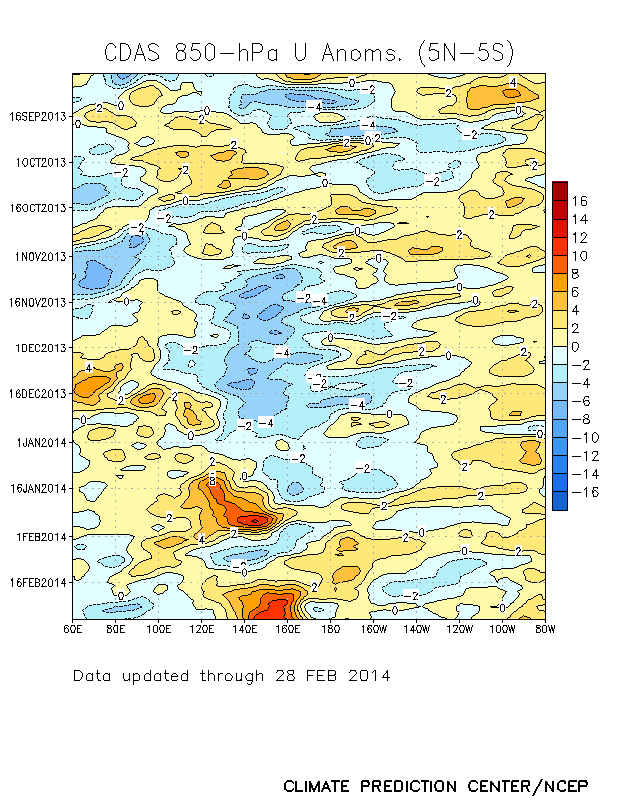 CDAS 850-hPa U Anoms. (5N-5S)
16SEP2013
1OCT2013
16OCT2013
1NOV2013
16NOV2013
1DEC2013
16DEC2013
1JAN2014
16JAN2014
1FEB2014
16FEB2014
60E 80E 100E 120E 140E 160E 180 160W 140W 120W 100W 80W
16
14
12
10
8
6
4
2
0
-2
-4
-6
-8
-10
-12
-14
-16
Data updated through 28 FEB 2014
CLIMATE PREDICTION CENTER/NCEP